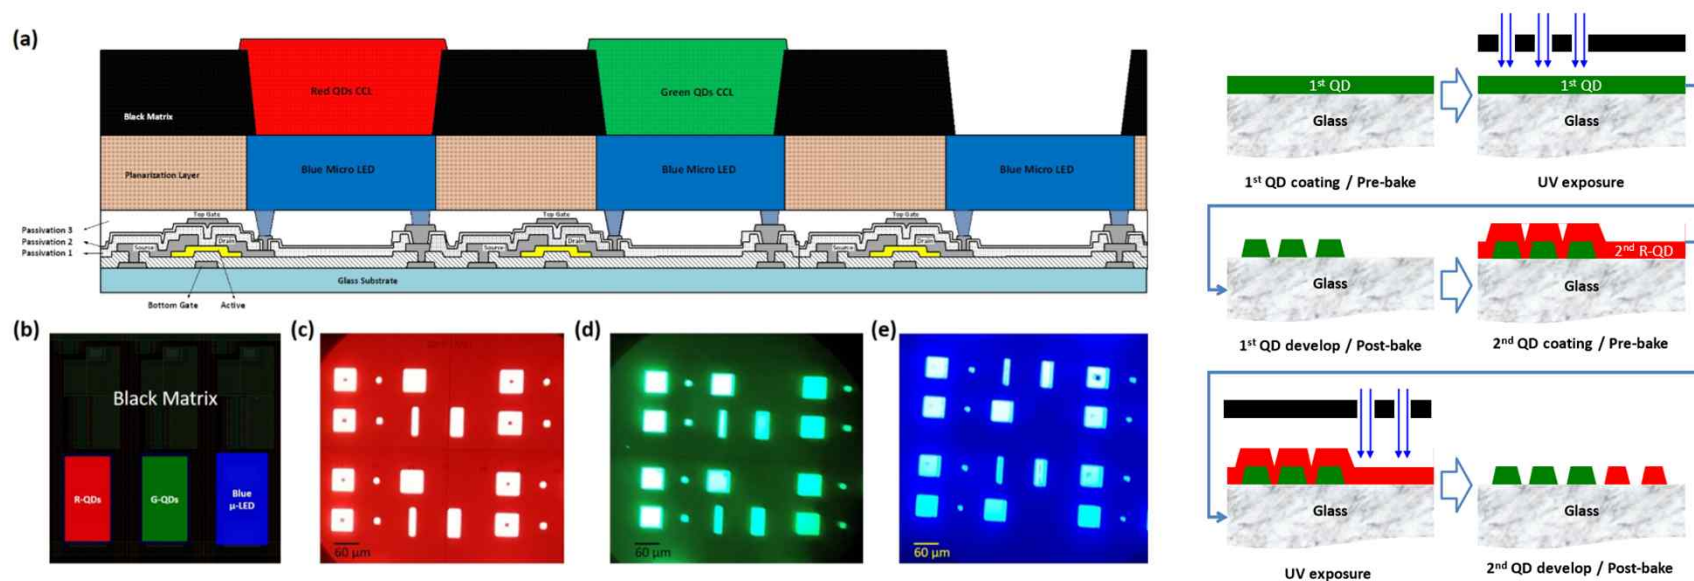 (a)
Red QDs CCL
Green QDs CCL
Black Matrix
Planarization Layer
Blue Micro LED
Blue Micro LED
Blue Micro LED
Top Gate
Top Gate
Top Gate
Passivation 3
Passivation 2
Passivation 1
Source
Drain
Source
Drain
Source
Drain
Glass Substrate
Bottom Gate
Active
(b)
Black Matrix
R-QDs
G-QDs
Blue
μ-LED
(c)
60 μm
(d)
60 μm
(e)
60 μm
1st QD
Glass
1st QD coating / Pre-bake
1st QD
Glass
UV exposure
Glass
1st QD develop / Post-bake
2nd R-QD
Glass
2nd QD coating / Pre-bake
Glass
UV exposure
Glass
2nd QD develop / Post-bake